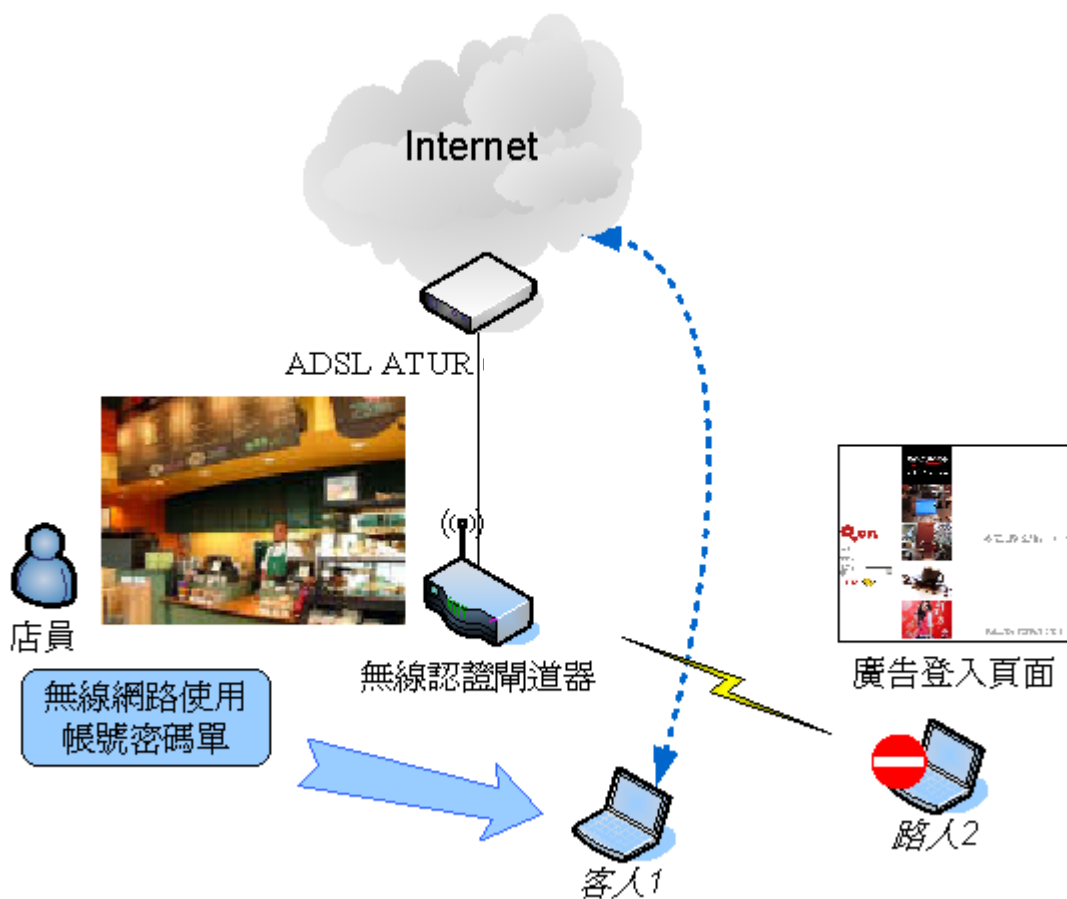 Internet
ADSL ATUR
店員
無線認證閘道器
廣告登入頁面
無線網路使用
帳號密碼單
客人1
路人2